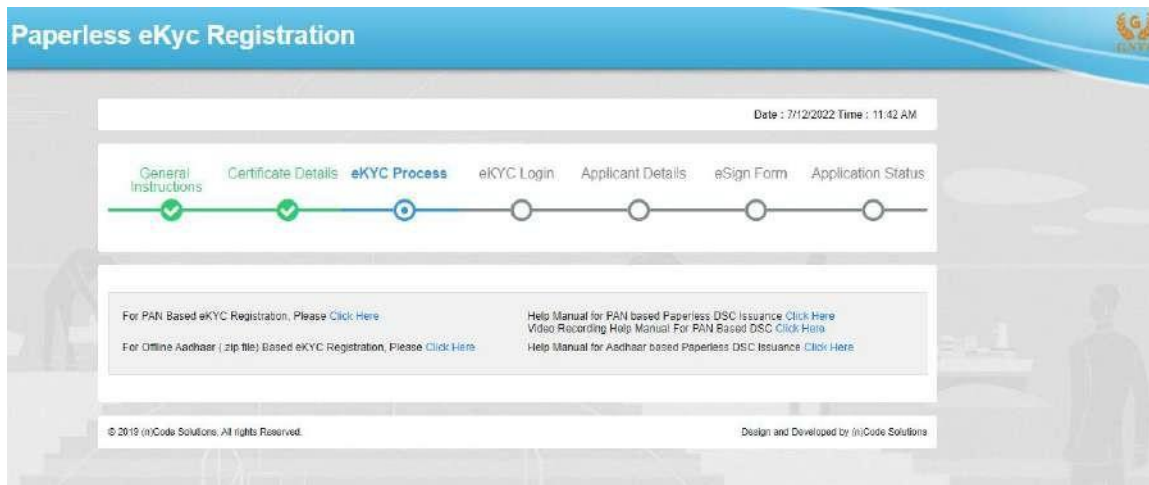 Paperless eKyc Registration
Date : 7/12/2022 Time : 11:42 AM
General
Instructions
Certificate Details
eKYC Process
eKYC Login
Applicant Details
eSign Form
Application Status
For PAN Based eKYC Registration, Please Click Here
For Offline Aadhaar ( zip file) Based eKYC Registration, Please Click Here
Help Manual for PAN based Paperless DSC Issuance Click Here
Video Recording Help Manual For PAN Based DSC Click Here
Help Manual for Aadhaar based Paperless DSC Issuance Click Here
© 2019 (n)Code Solutions. All rights Reserved.
Design and Developed by (n)Code Solutions